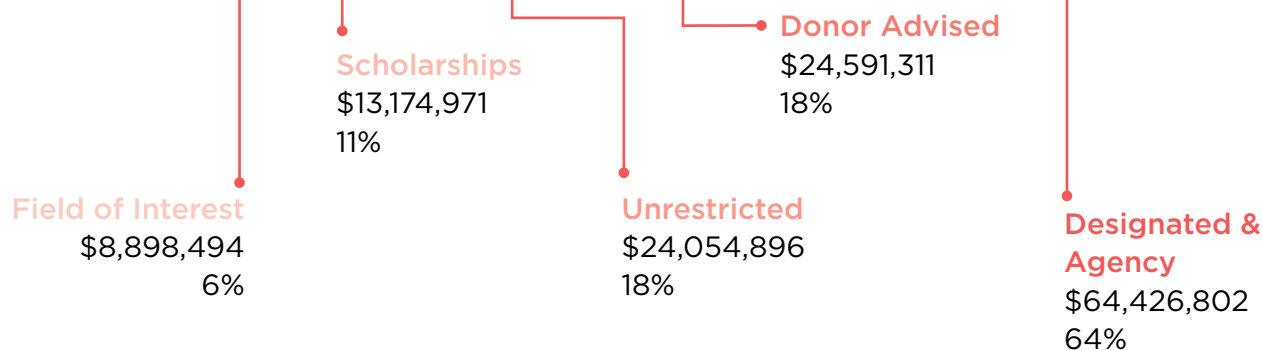 Donor Advised
$24,591,311
18%
Scholarships
$13,174,971
11%
Field of Interest
$8,898,494
6%
Unrestricted
$24,054,896
18%
Designated &
Agency
$64,426,802
64%